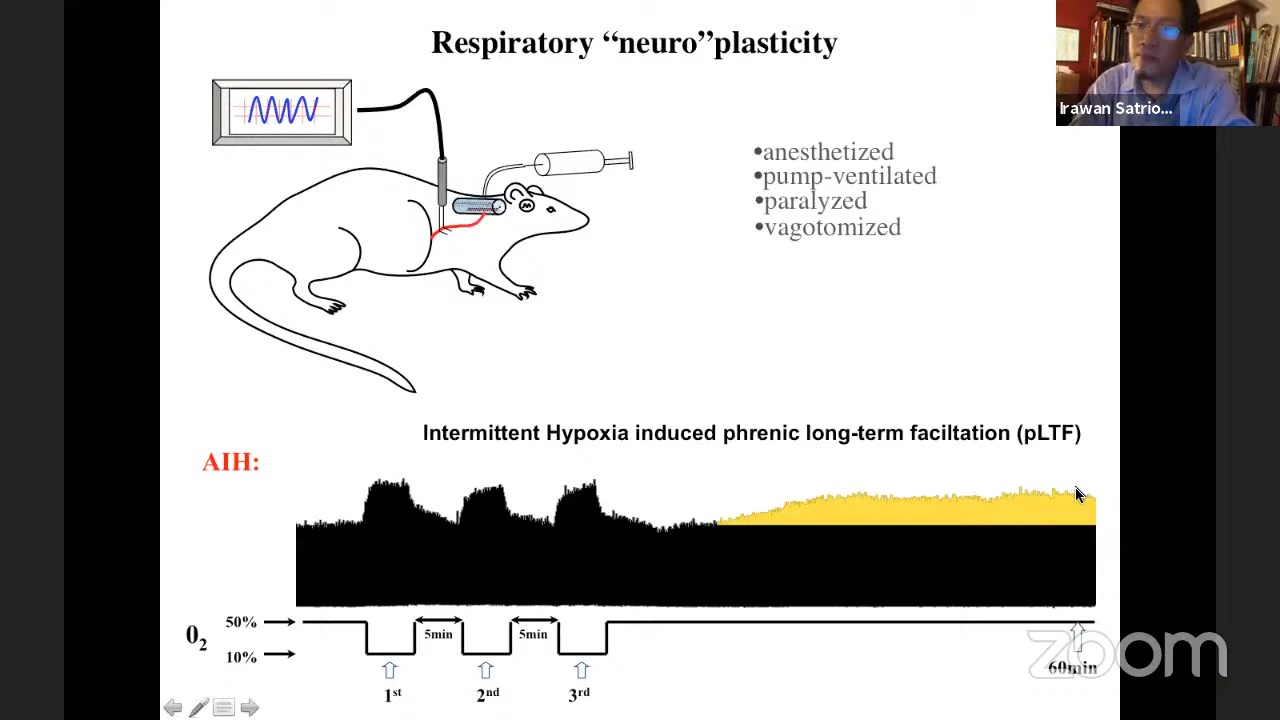 Respiratory “neuro”plasticity
Irawan Satrio...
•anesthetized
•pump-ventilated
•paralyzed
•vagotomized
Intermittent Hypoxia induced phrenic long-term faciltation (pLTF)
AIH:
O₂
50%
10%
5min
5min
1st
2nd
3rd
60min
zoom